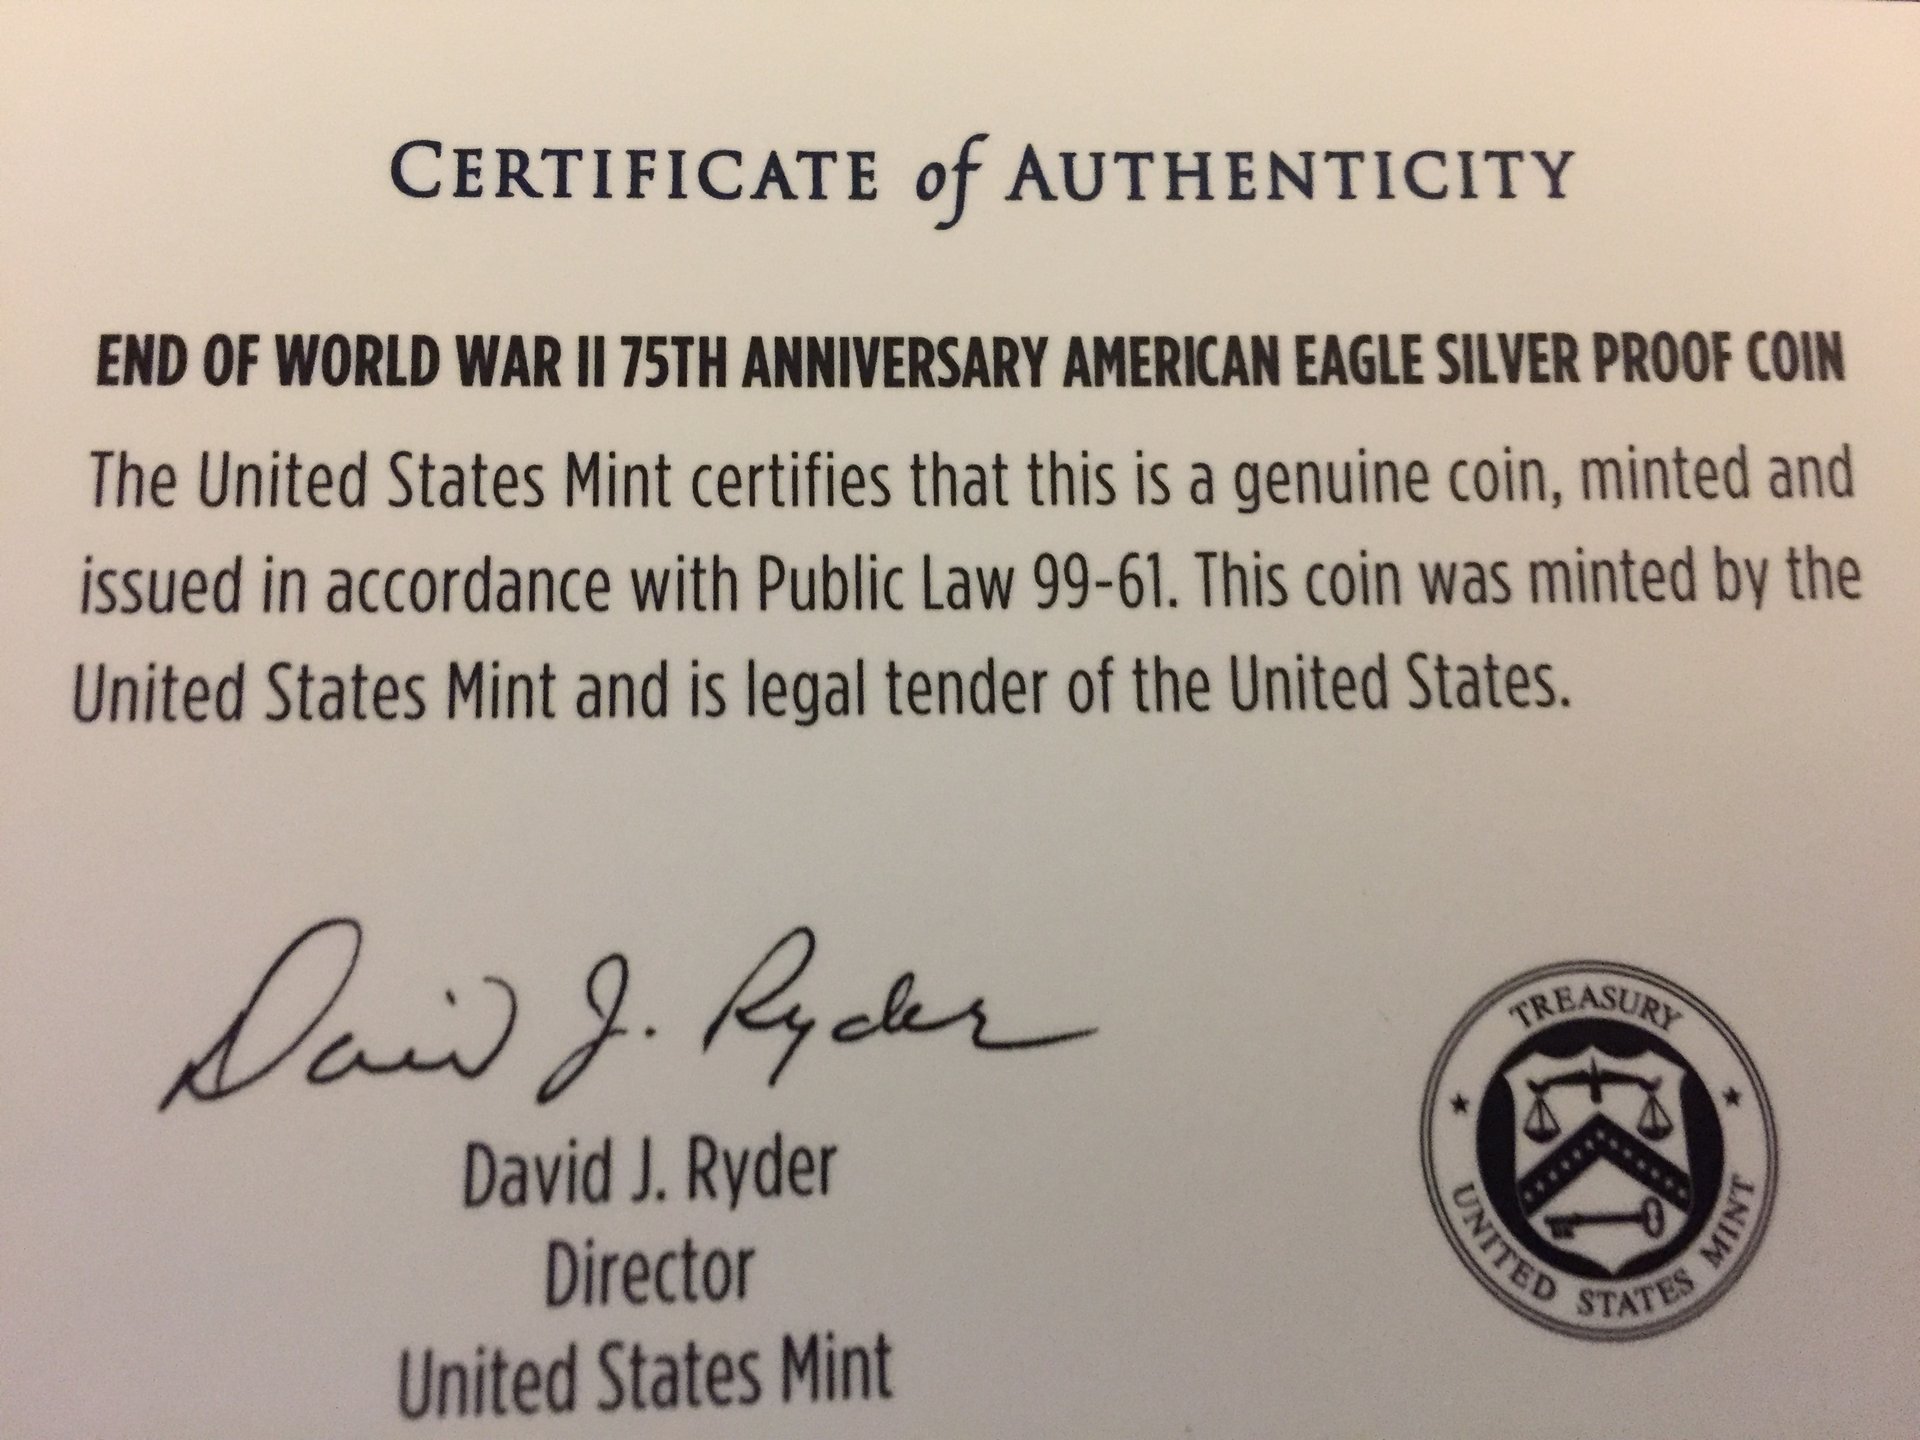 CERTIFICATE of AUTHENTICITY
END OF WORLD WAR II 75TH ANNIVERSARY AMERICAN EAGLE SILVER PROOF COIN
The United States Mint certifies that this is a genuine coin, minted and
issued in accordance with Public Law 99-61. This coin was minted by the
United States Mint and is legal tender of the United States.
David J. Ryder
David J. Ryder
Director
United States Mint
TREASURY
UNITED STATES MINT